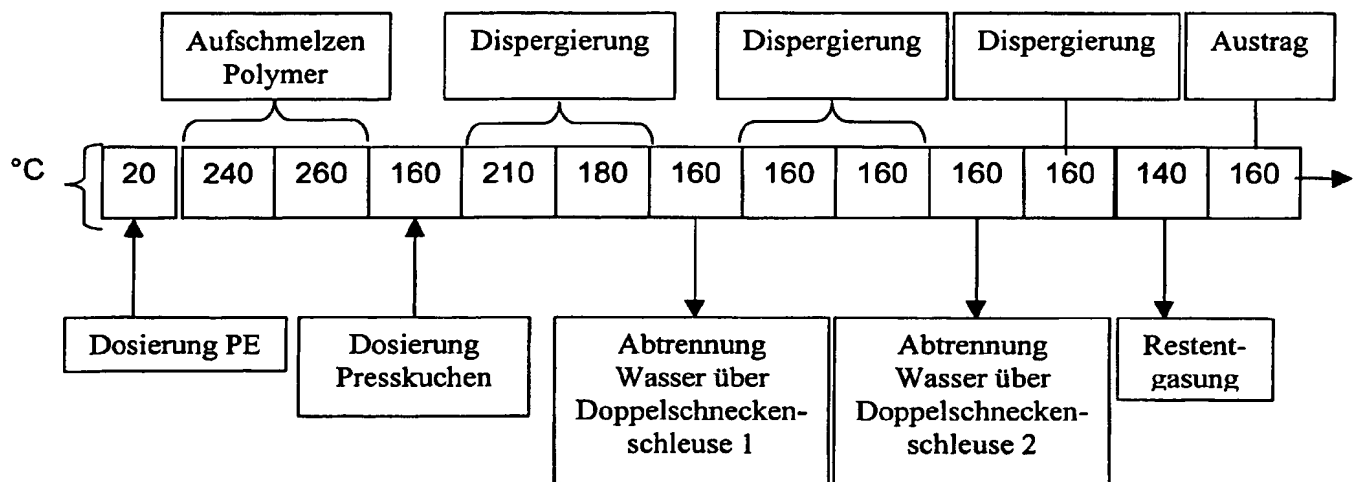 Aufschmelzen
Polymer
Dispergierung
Dispergierung
Dispergierung
Austrag
°C
20 240 260 160 210 180 160 160 160 160 160 140 160
Dosierung PE
Dosierung
Presskuchen
Abtrennung
Wasser über
Doppelschnecken-
schleuse 1
Abtrennung
Wasser über
Doppelschnecken-
schleuse 2
Restent-
gasung